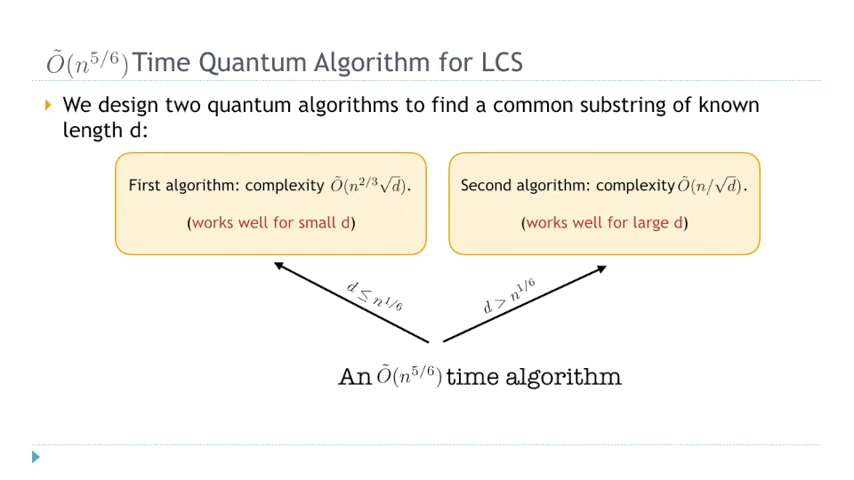 Õ(n^{5/6}) Time Quantum Algorithm for LCS
We design two quantum algorithms to find a common substring of known
length d:
First algorithm: complexity Õ(n^{2/3}√d).
(works well for small d)
Second algorithm: complexity Õ(n/√d).
(works well for large d)
d ≤ n^{1/6}
d > n^{1/6}
An Õ(n^{5/6}) time algorithm